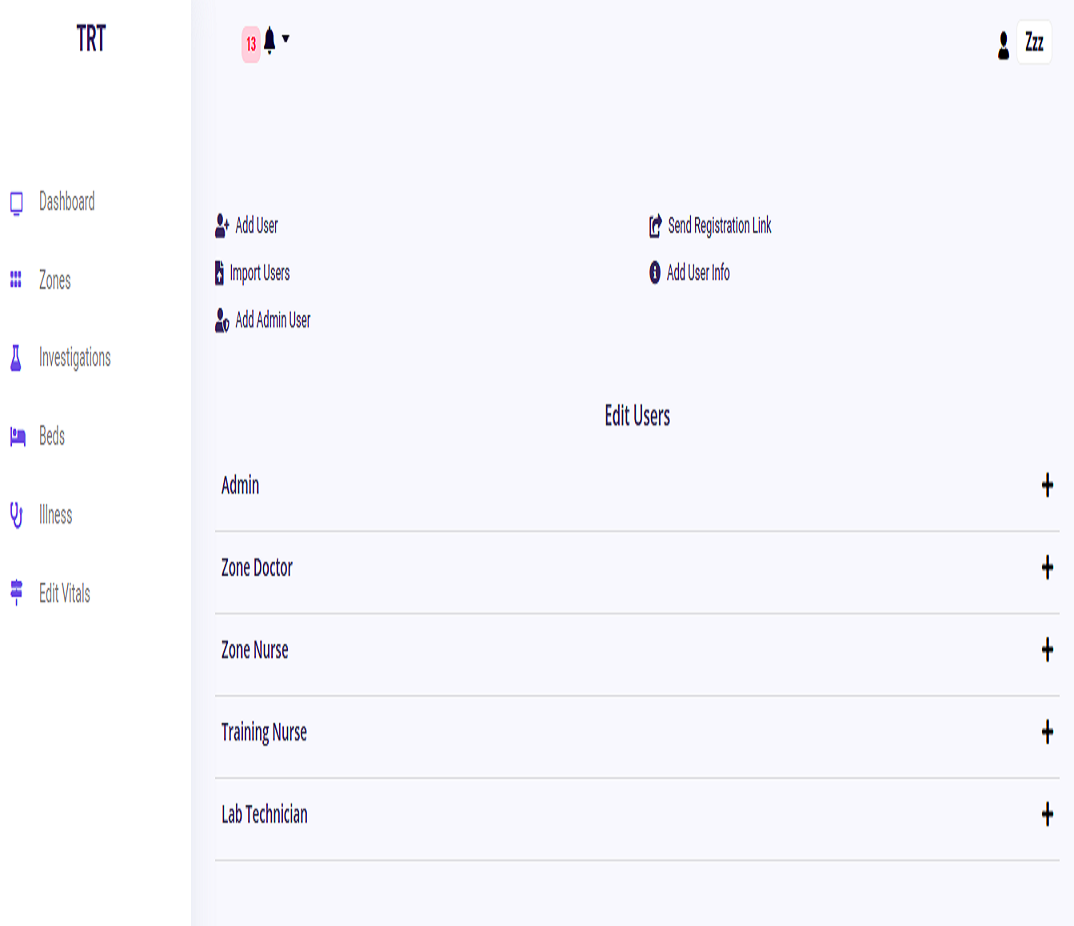 TRT
13
Zzz
Dashboard
Zones
Investigations
Beds
Illness
Edit Vitals
Add User
Send Registration Link
Import Users
Add User Info
Add Admin User
Edit Users
Admin
Zone Doctor
Zone Nurse
Training Nurse
Lab Technician